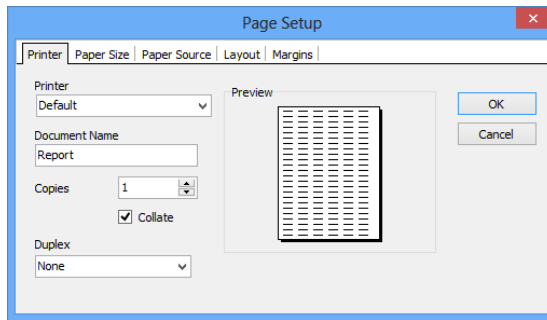 Page Setup
Printer Paper Size Paper Source Layout Margins
Printer
Default
Document Name
Report
Copies 1
Collate
Duplex
None
Preview
OK
Cancel